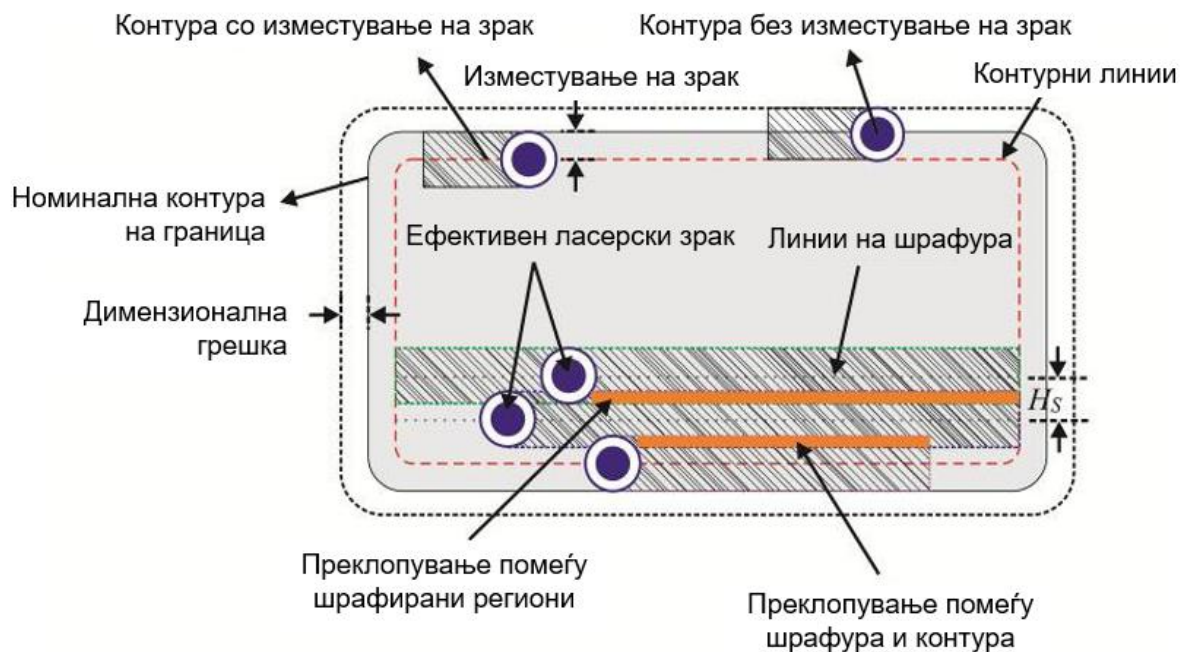 Контура со изместување на зрак
Контура без изместување на зрак
Изместување на зрак
Контурни линии
Номинална контура
на граница
Ефективен ласерски зрак
Линии на шрафура
Димензионална
грешка
Hs
Преклопување помеѓу
шрафирани региони
Преклопување помеѓу
шрафура и контура